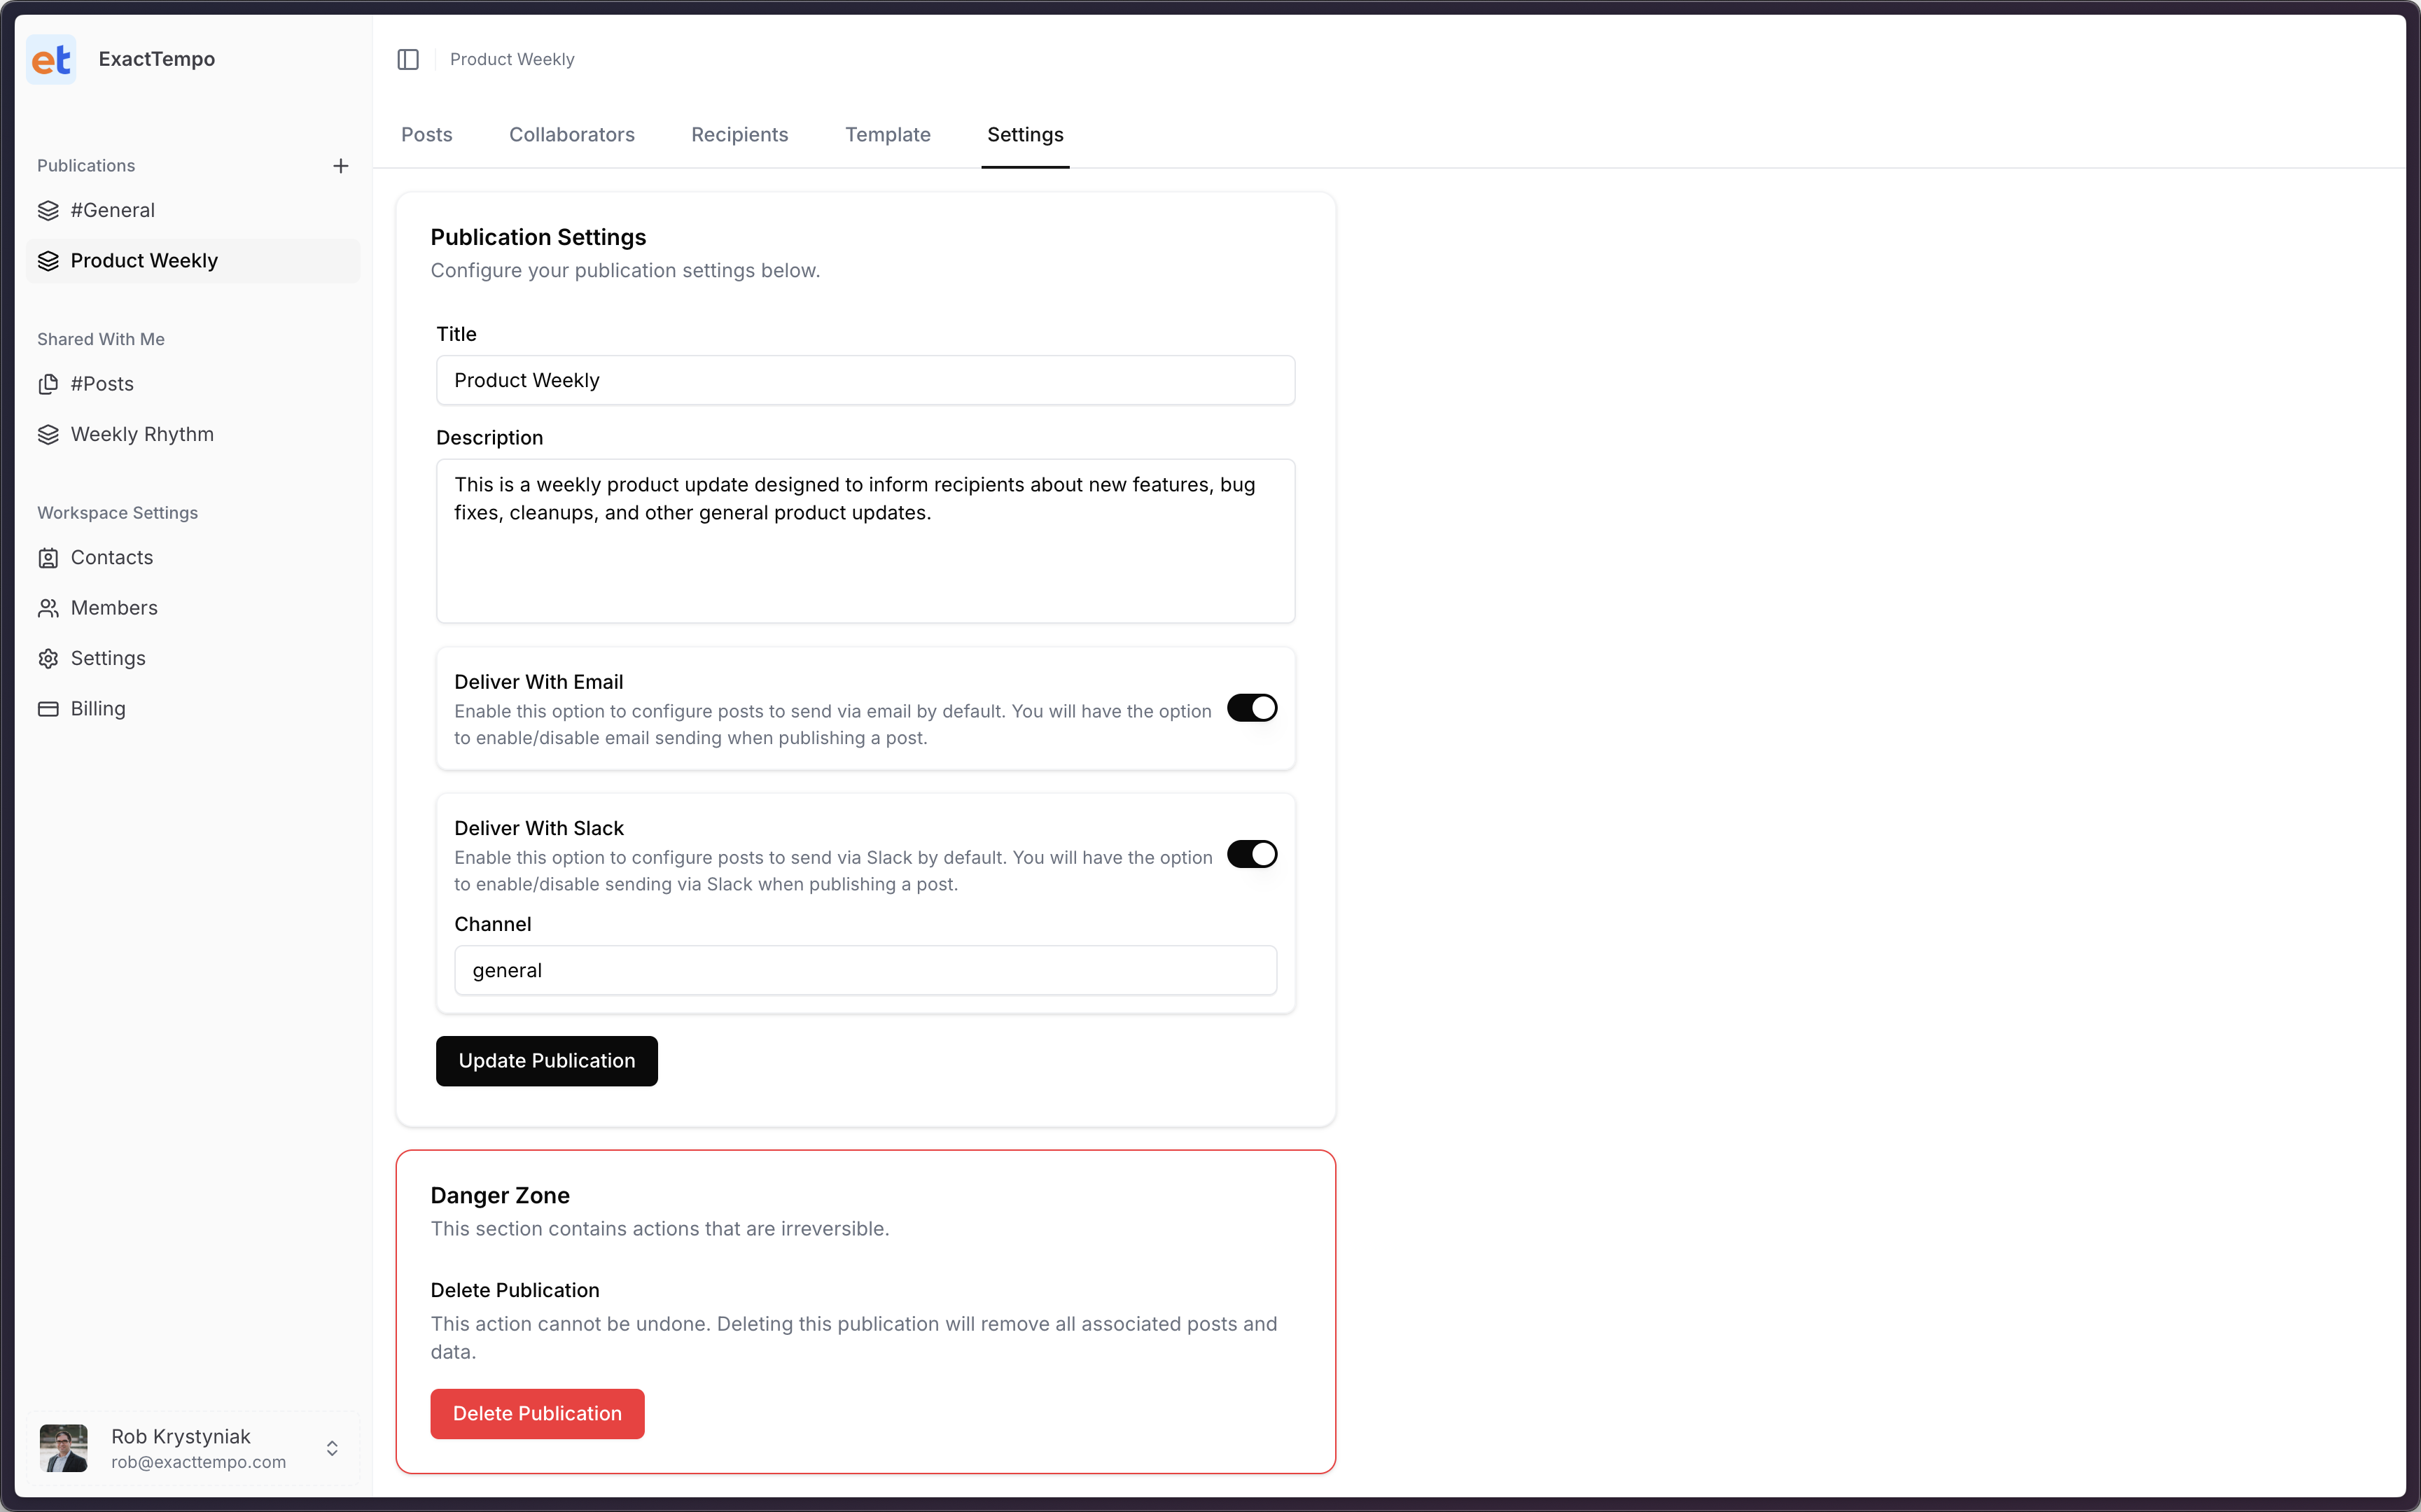 et
ExactTempo
Publications
#General
Product Weekly
Shared With Me
#Posts
Weekly Rhythm
Workspace Settings
Contacts
Members
Settings
Billing
Rob Krystyniak
rob@exacttempo.com
Product Weekly
Posts
Collaborators
Recipients
Template
Settings
Publication Settings
Configure your publication settings below.
Title
Product Weekly
Description
This is a weekly product update designed to inform recipients about new features, bug
fixes, cleanups, and other general product updates.
Deliver With Email
Enable this option to configure posts to send via email by default. You will have the option
to enable/disable email sending when publishing a post.
Deliver With Slack
Enable this option to configure posts to send via Slack by default. You will have the option
to enable/disable sending via Slack when publishing a post.
Channel
general
Update Publication
Danger Zone
This section contains actions that are irreversible.
Delete Publication
This action cannot be undone. Deleting this publication will remove all associated posts and
data.
Delete Publication